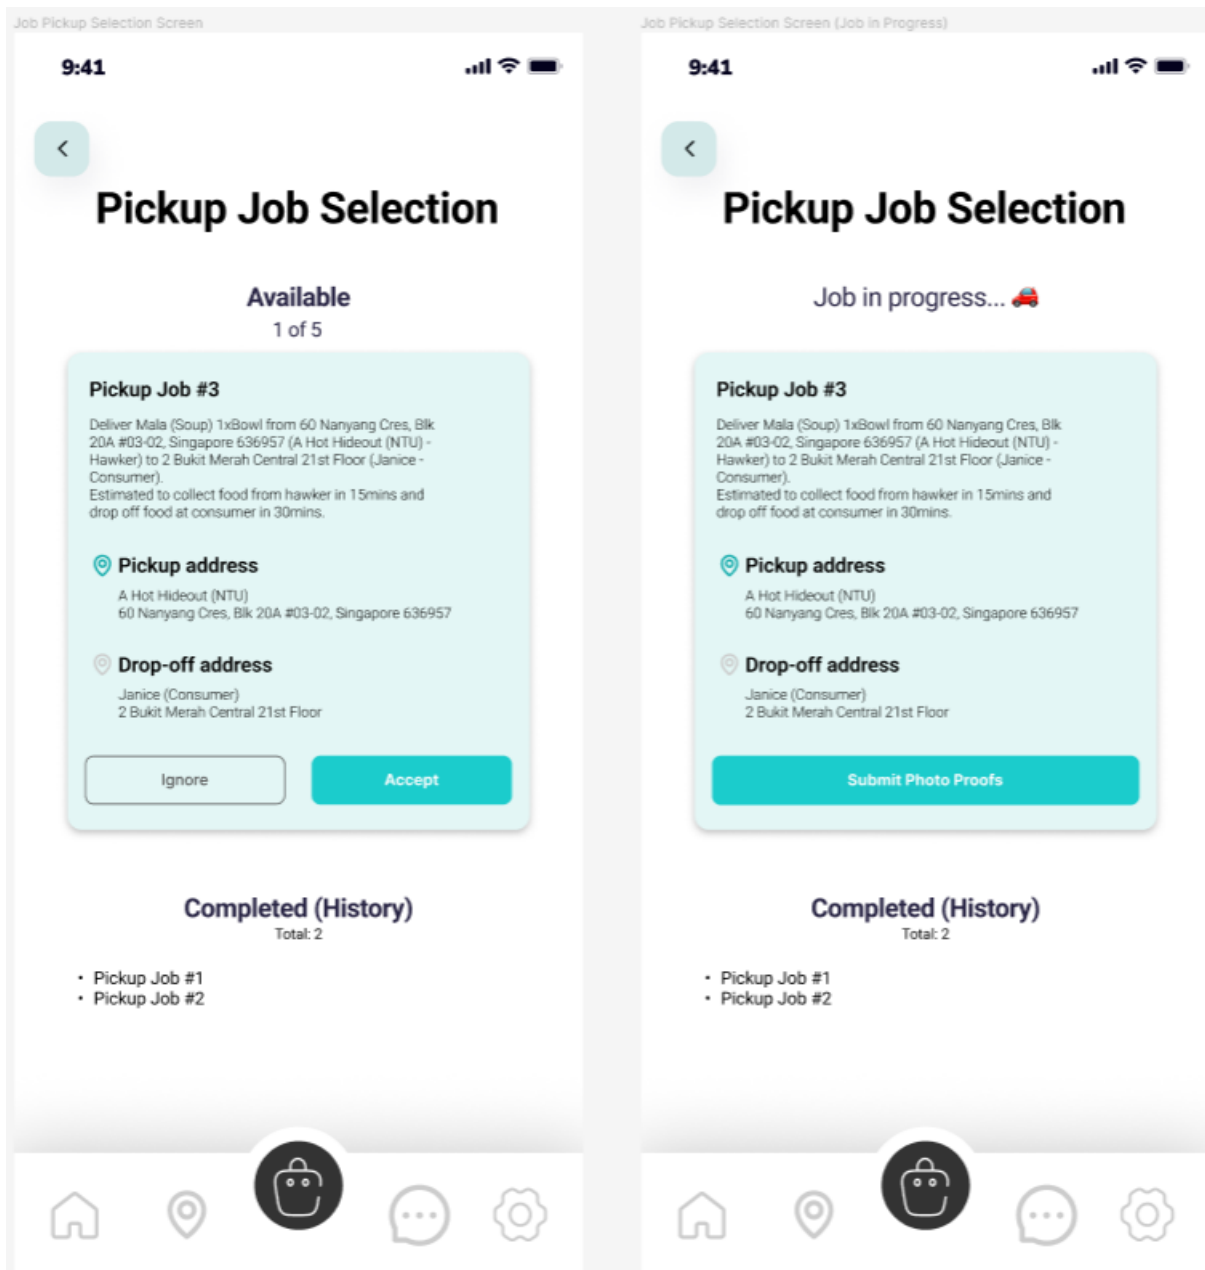 Job Pickup Selection Screen
9:41
Pickup Job Selection
Available
1 of 5
Pickup Job #3
Deliver Mala (Soup) 1xBowl from 60 Nanyang Cres, Blk
20A #03-02, Singapore 636957 (A Hot Hideout (NTU) -
Hawker) to 2 Bukit Merah Central 21st Floor (Janice -
Consumer).
Estimated to collect food from hawker in 15mins and
drop off food at consumer in 30mins.
Pickup address
A Hot Hideout (NTU)
60 Nanyang Cres, Blk 20A #03-02, Singapore 636957
Drop-off address
Janice (Consumer)
2 Bukit Merah Central 21st Floor
Ignore
Accept
Completed (History)
Total: 2
• Pickup Job #1
• Pickup Job #2
Job Pickup Selection Screen (Job in Progress)
9:41
Pickup Job Selection
Job in progress... 🚗
Pickup Job #3
Deliver Mala (Soup) 1xBowl from 60 Nanyang Cres, Blk
20A #03-02, Singapore 636957 (A Hot Hideout (NTU) -
Hawker) to 2 Bukit Merah Central 21st Floor (Janice -
Consumer).
Estimated to collect food from hawker in 15mins and
drop off food at consumer in 30mins.
Pickup address
A Hot Hideout (NTU)
60 Nanyang Cres, Blk 20A #03-02, Singapore 636957
Drop-off address
Janice (Consumer)
2 Bukit Merah Central 21st Floor
Submit Photo Proofs
Completed (History)
Total: 2
• Pickup Job #1
• Pickup Job #2